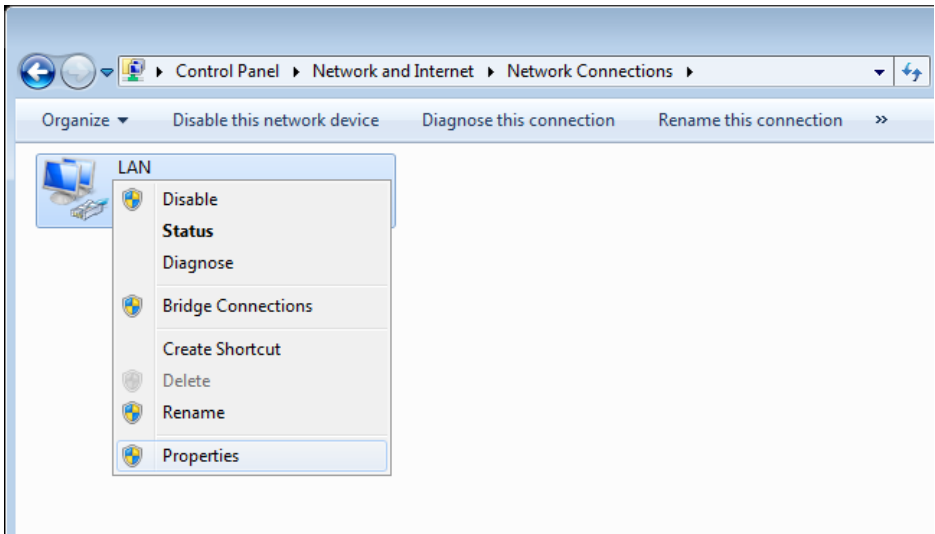 Control Panel Network and Internet Network Connections
Organize Disable this network device Diagnose this connection Rename this connection »
LAN
Disable
Status
Diagnose
Bridge Connections
Create Shortcut
Delete
Rename
Properties